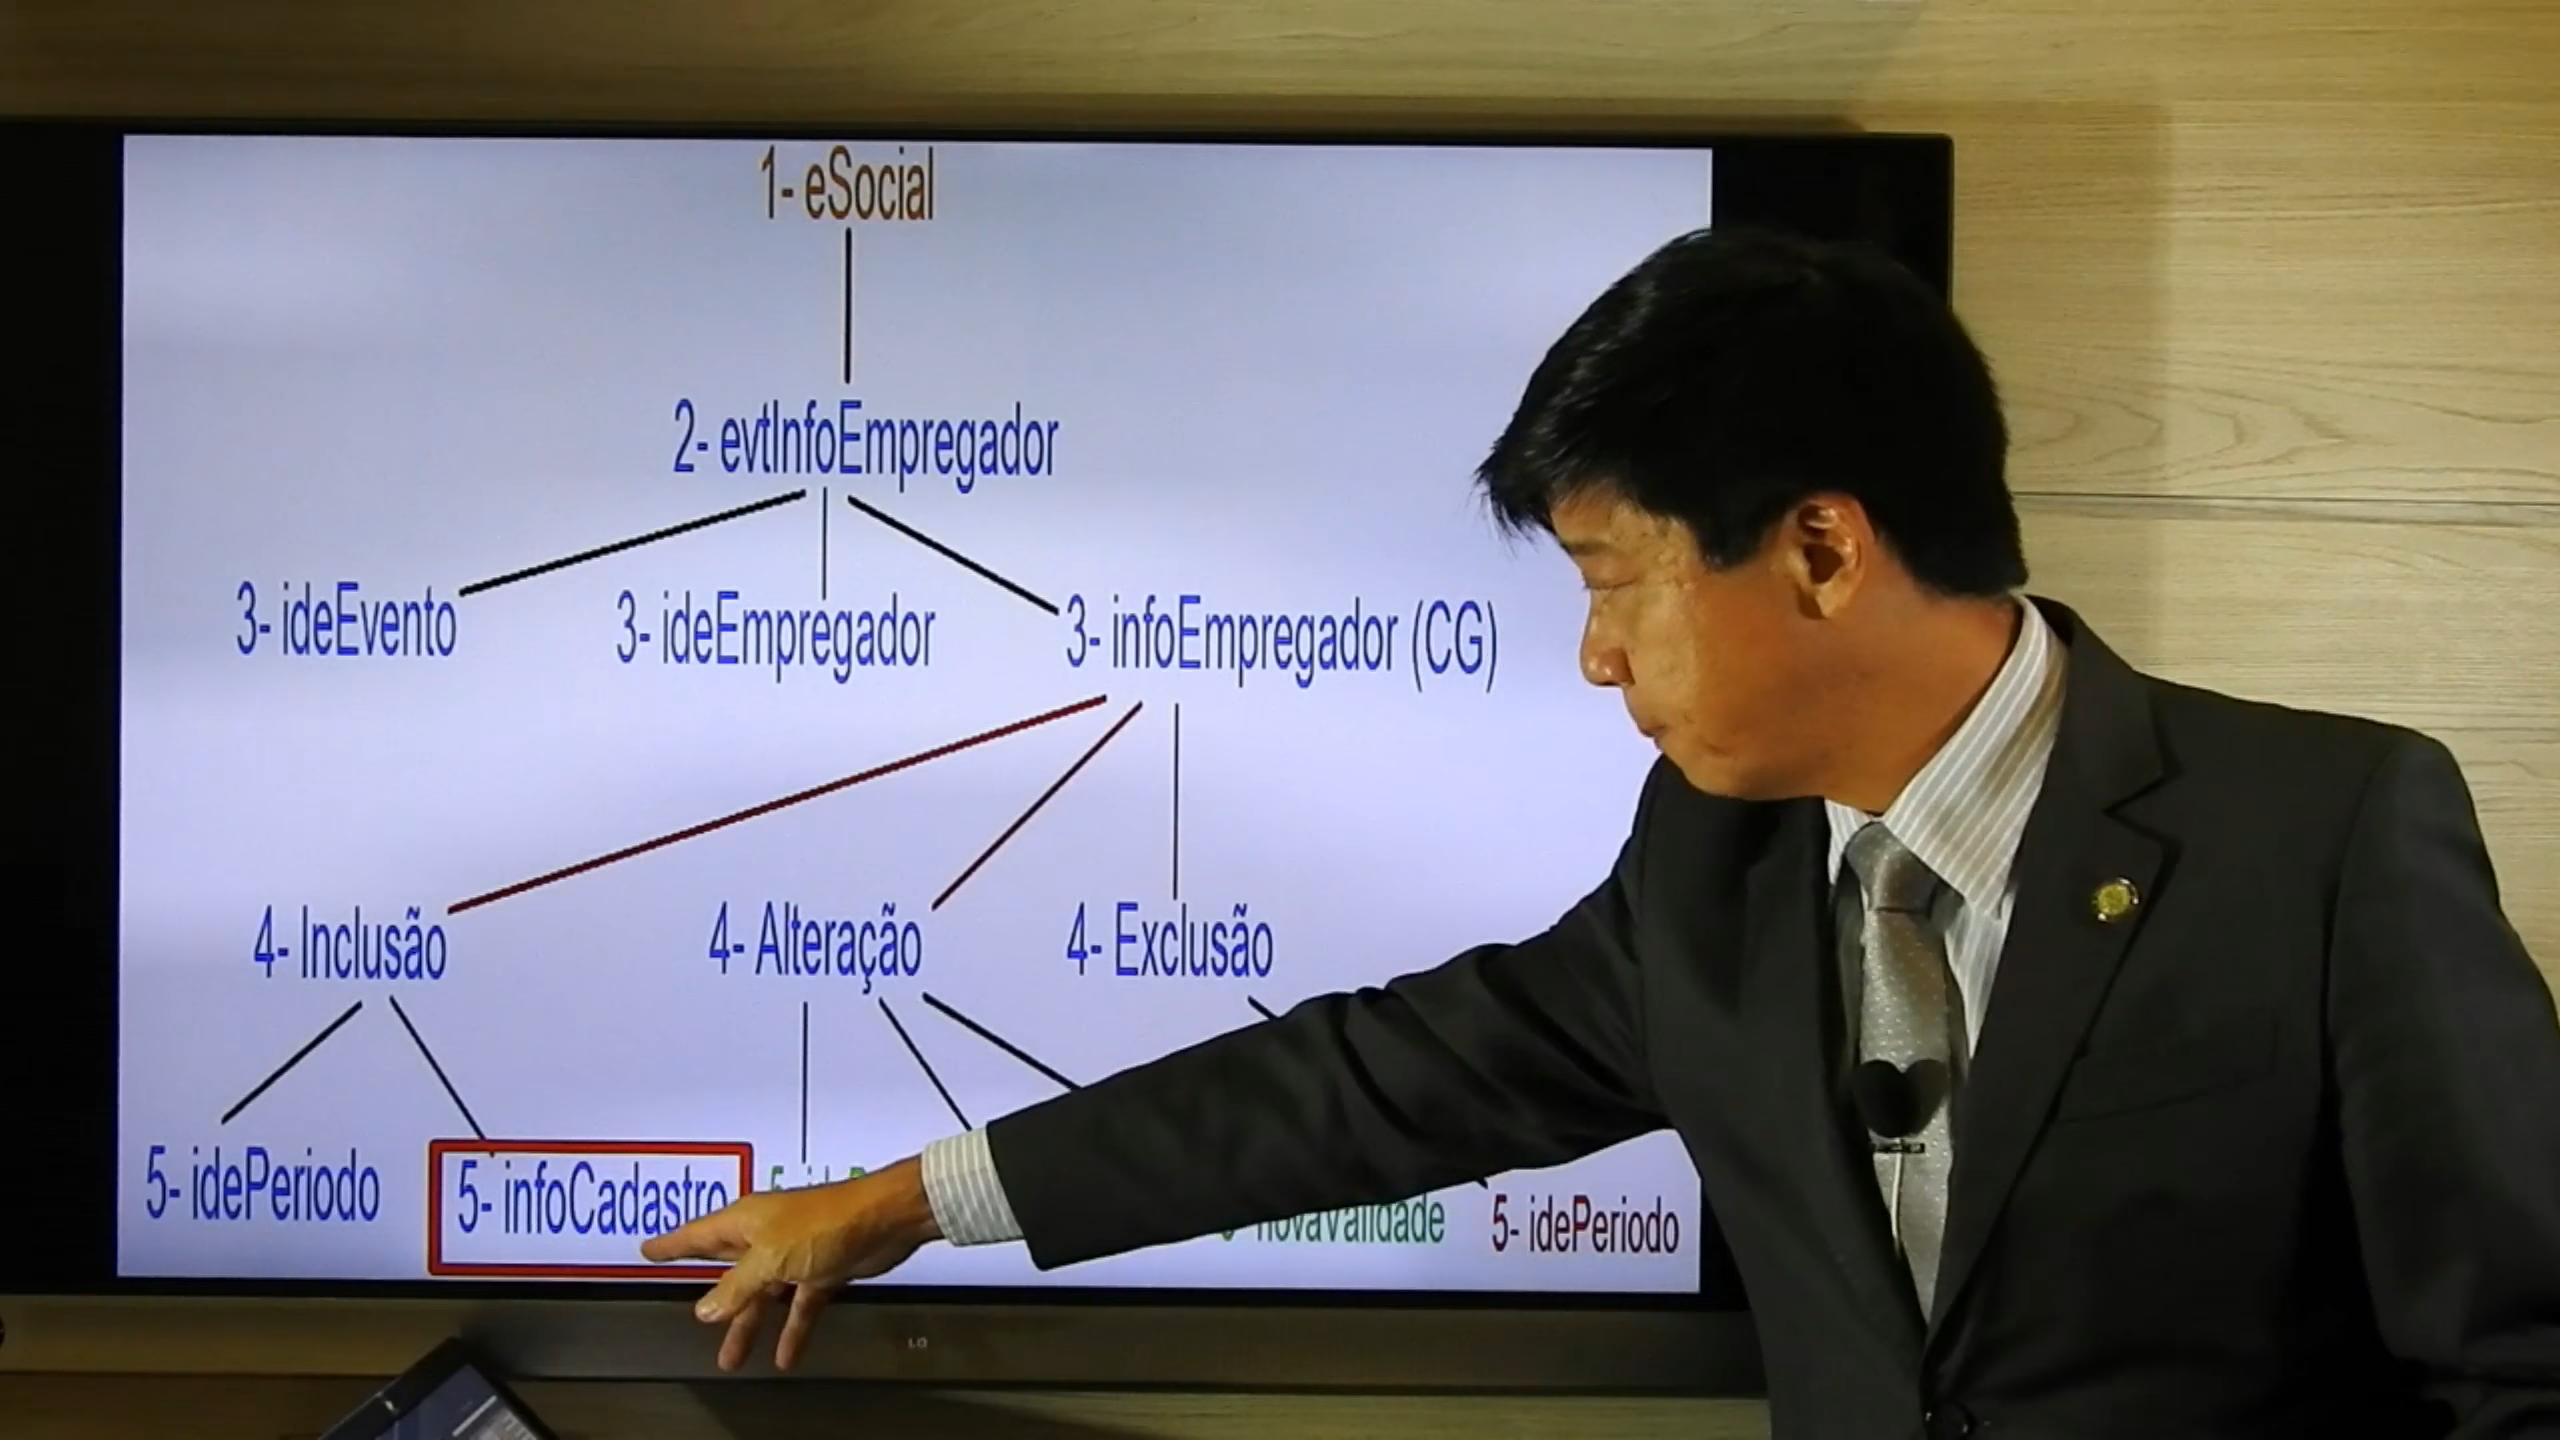 1- eSocial
2- evtInfoEmpregador
3- ideEvento
3- ideEmpregador
3- infoEmpregador (CG)
4- Inclusão
4- Alteração
4- Exclusão
5- idePeriodo
5- infoCadastro
novaValidade
5- idePeriodo
LG